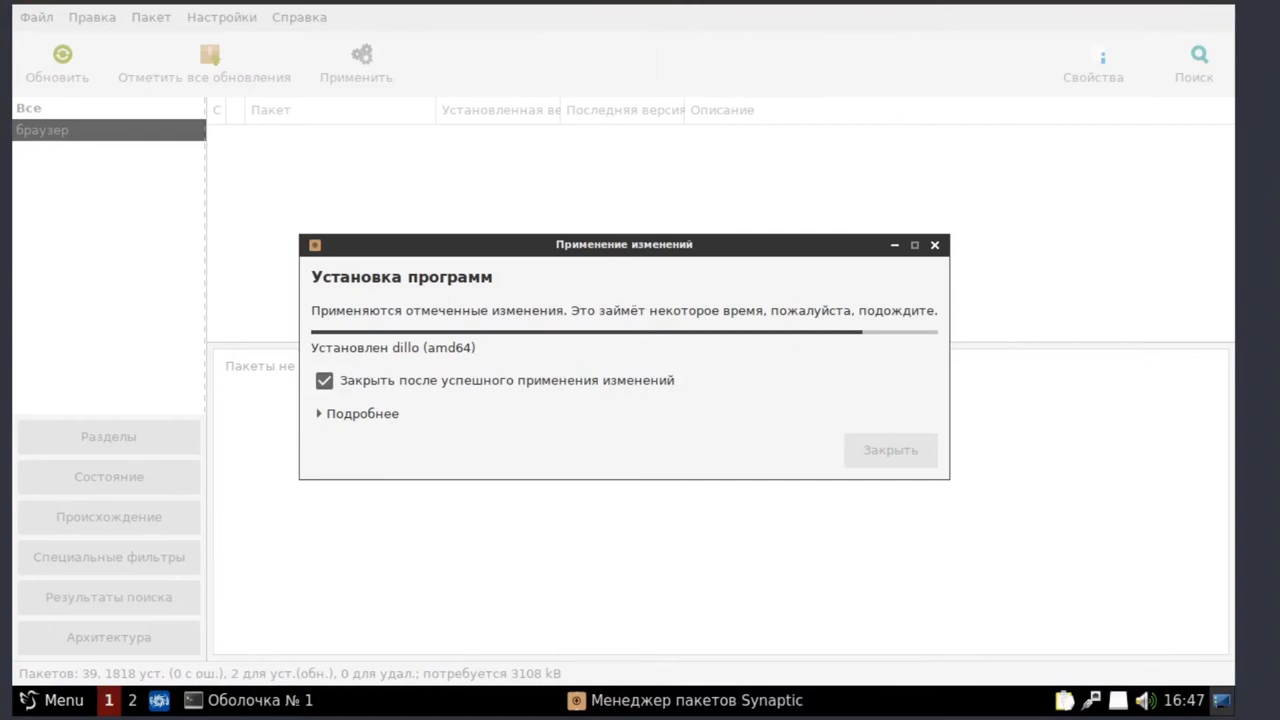 Файл Правка Пакет Настройки Справка
Обновить Отметить все обновления Применить Свойства Поиск
Все
браузер
С Пакет Установленная ве Последняя версия Описание
Применение изменений
Установка программ
Применяются отмеченные изменения. Это займёт некоторое время, пожалуйста, подождите.
Установлен dillo (amd64)
Закрыть после успешного применения изменений
Подробнее
Закрыть
Пакеты не
Разделы
Состояние
Происхождение
Специальные фильтры
Результаты поиска
Архитектура
Пакетов: 39, 1818 уст. (0 с ош.), 2 для уст.(обн.), 0 для удал.; потребуется 3108 kB
Menu 1 2 Оболочка № 1 Менеджер пакетов Synaptic 16:47